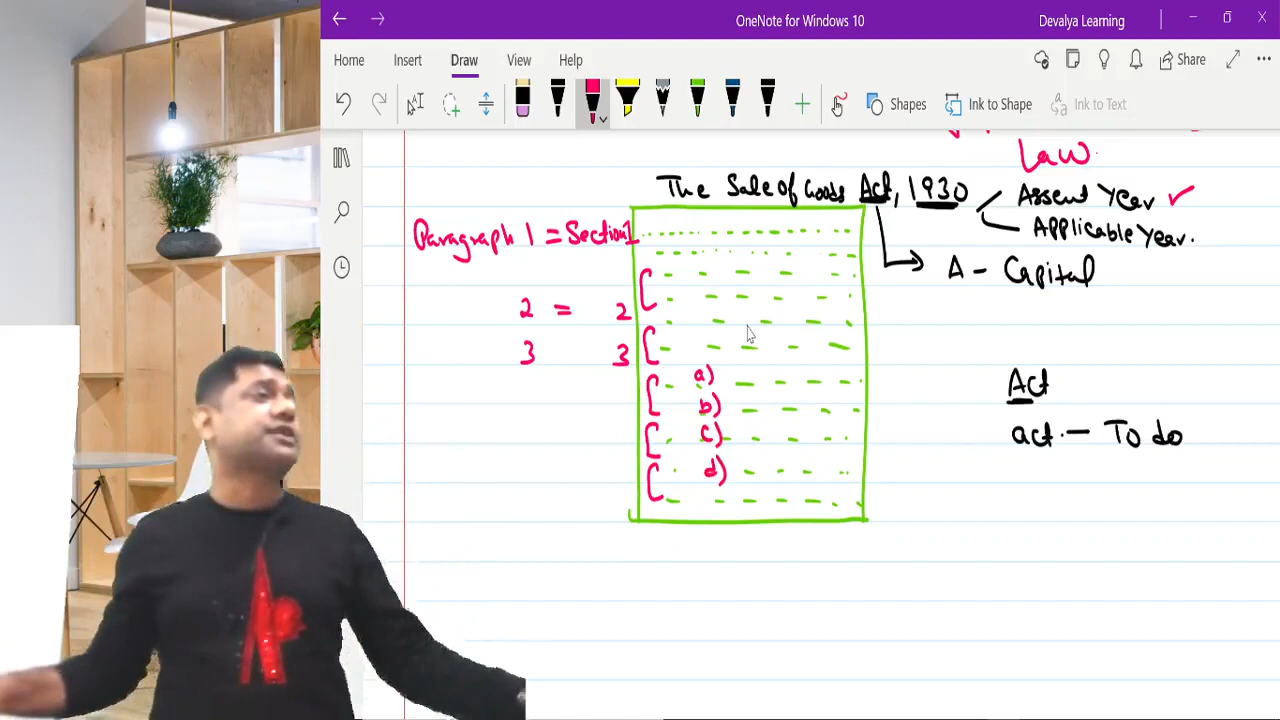 OneNote for Windows 10
Devalya Learning
Home Insert Draw View Help
Share
Shapes
Ink to Shape
Ink to Text
Law
The Sale of Goods Act, 1930
Assent Year
Applicable Year.
Paragraph 1 = Section 1
A - Capital
2 = 2
3 3
a)
b)
c)
d)
Act
act - To do